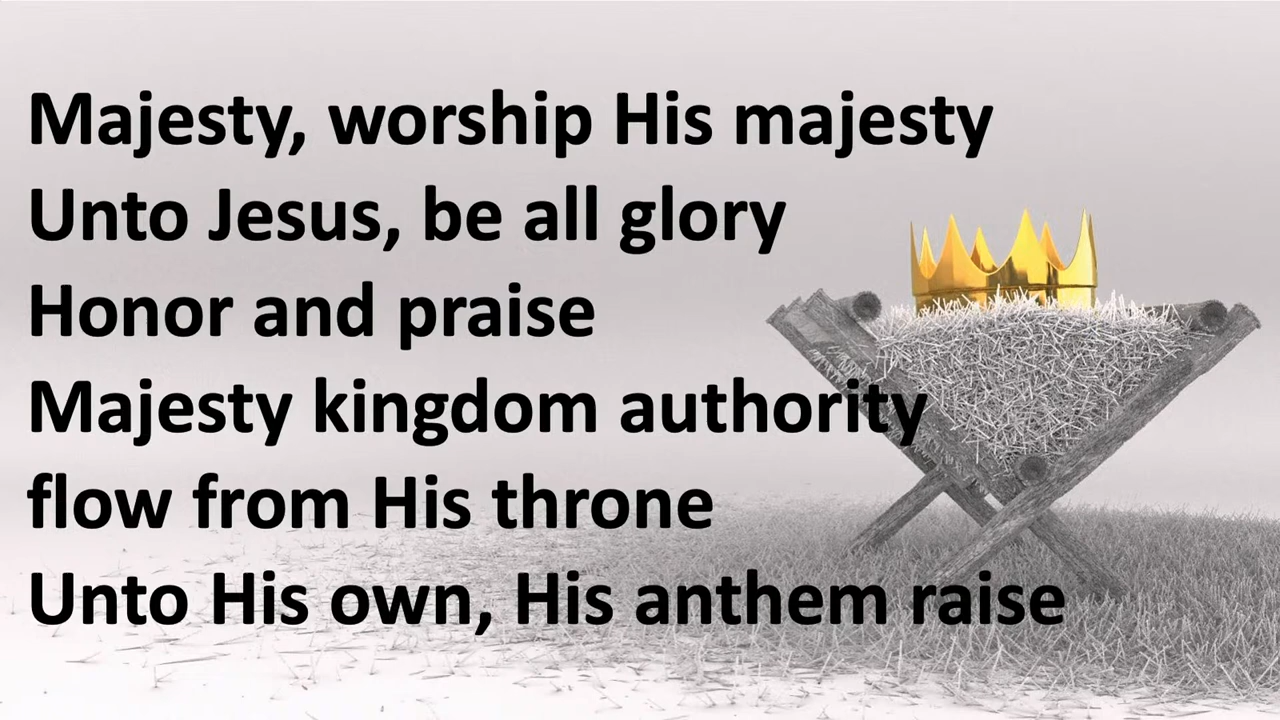 Majesty, worship His majesty
Unto Jesus, be all glory
Honor and praise
Majesty kingdom authority
flow from His throne
Unto His own, His anthem raise